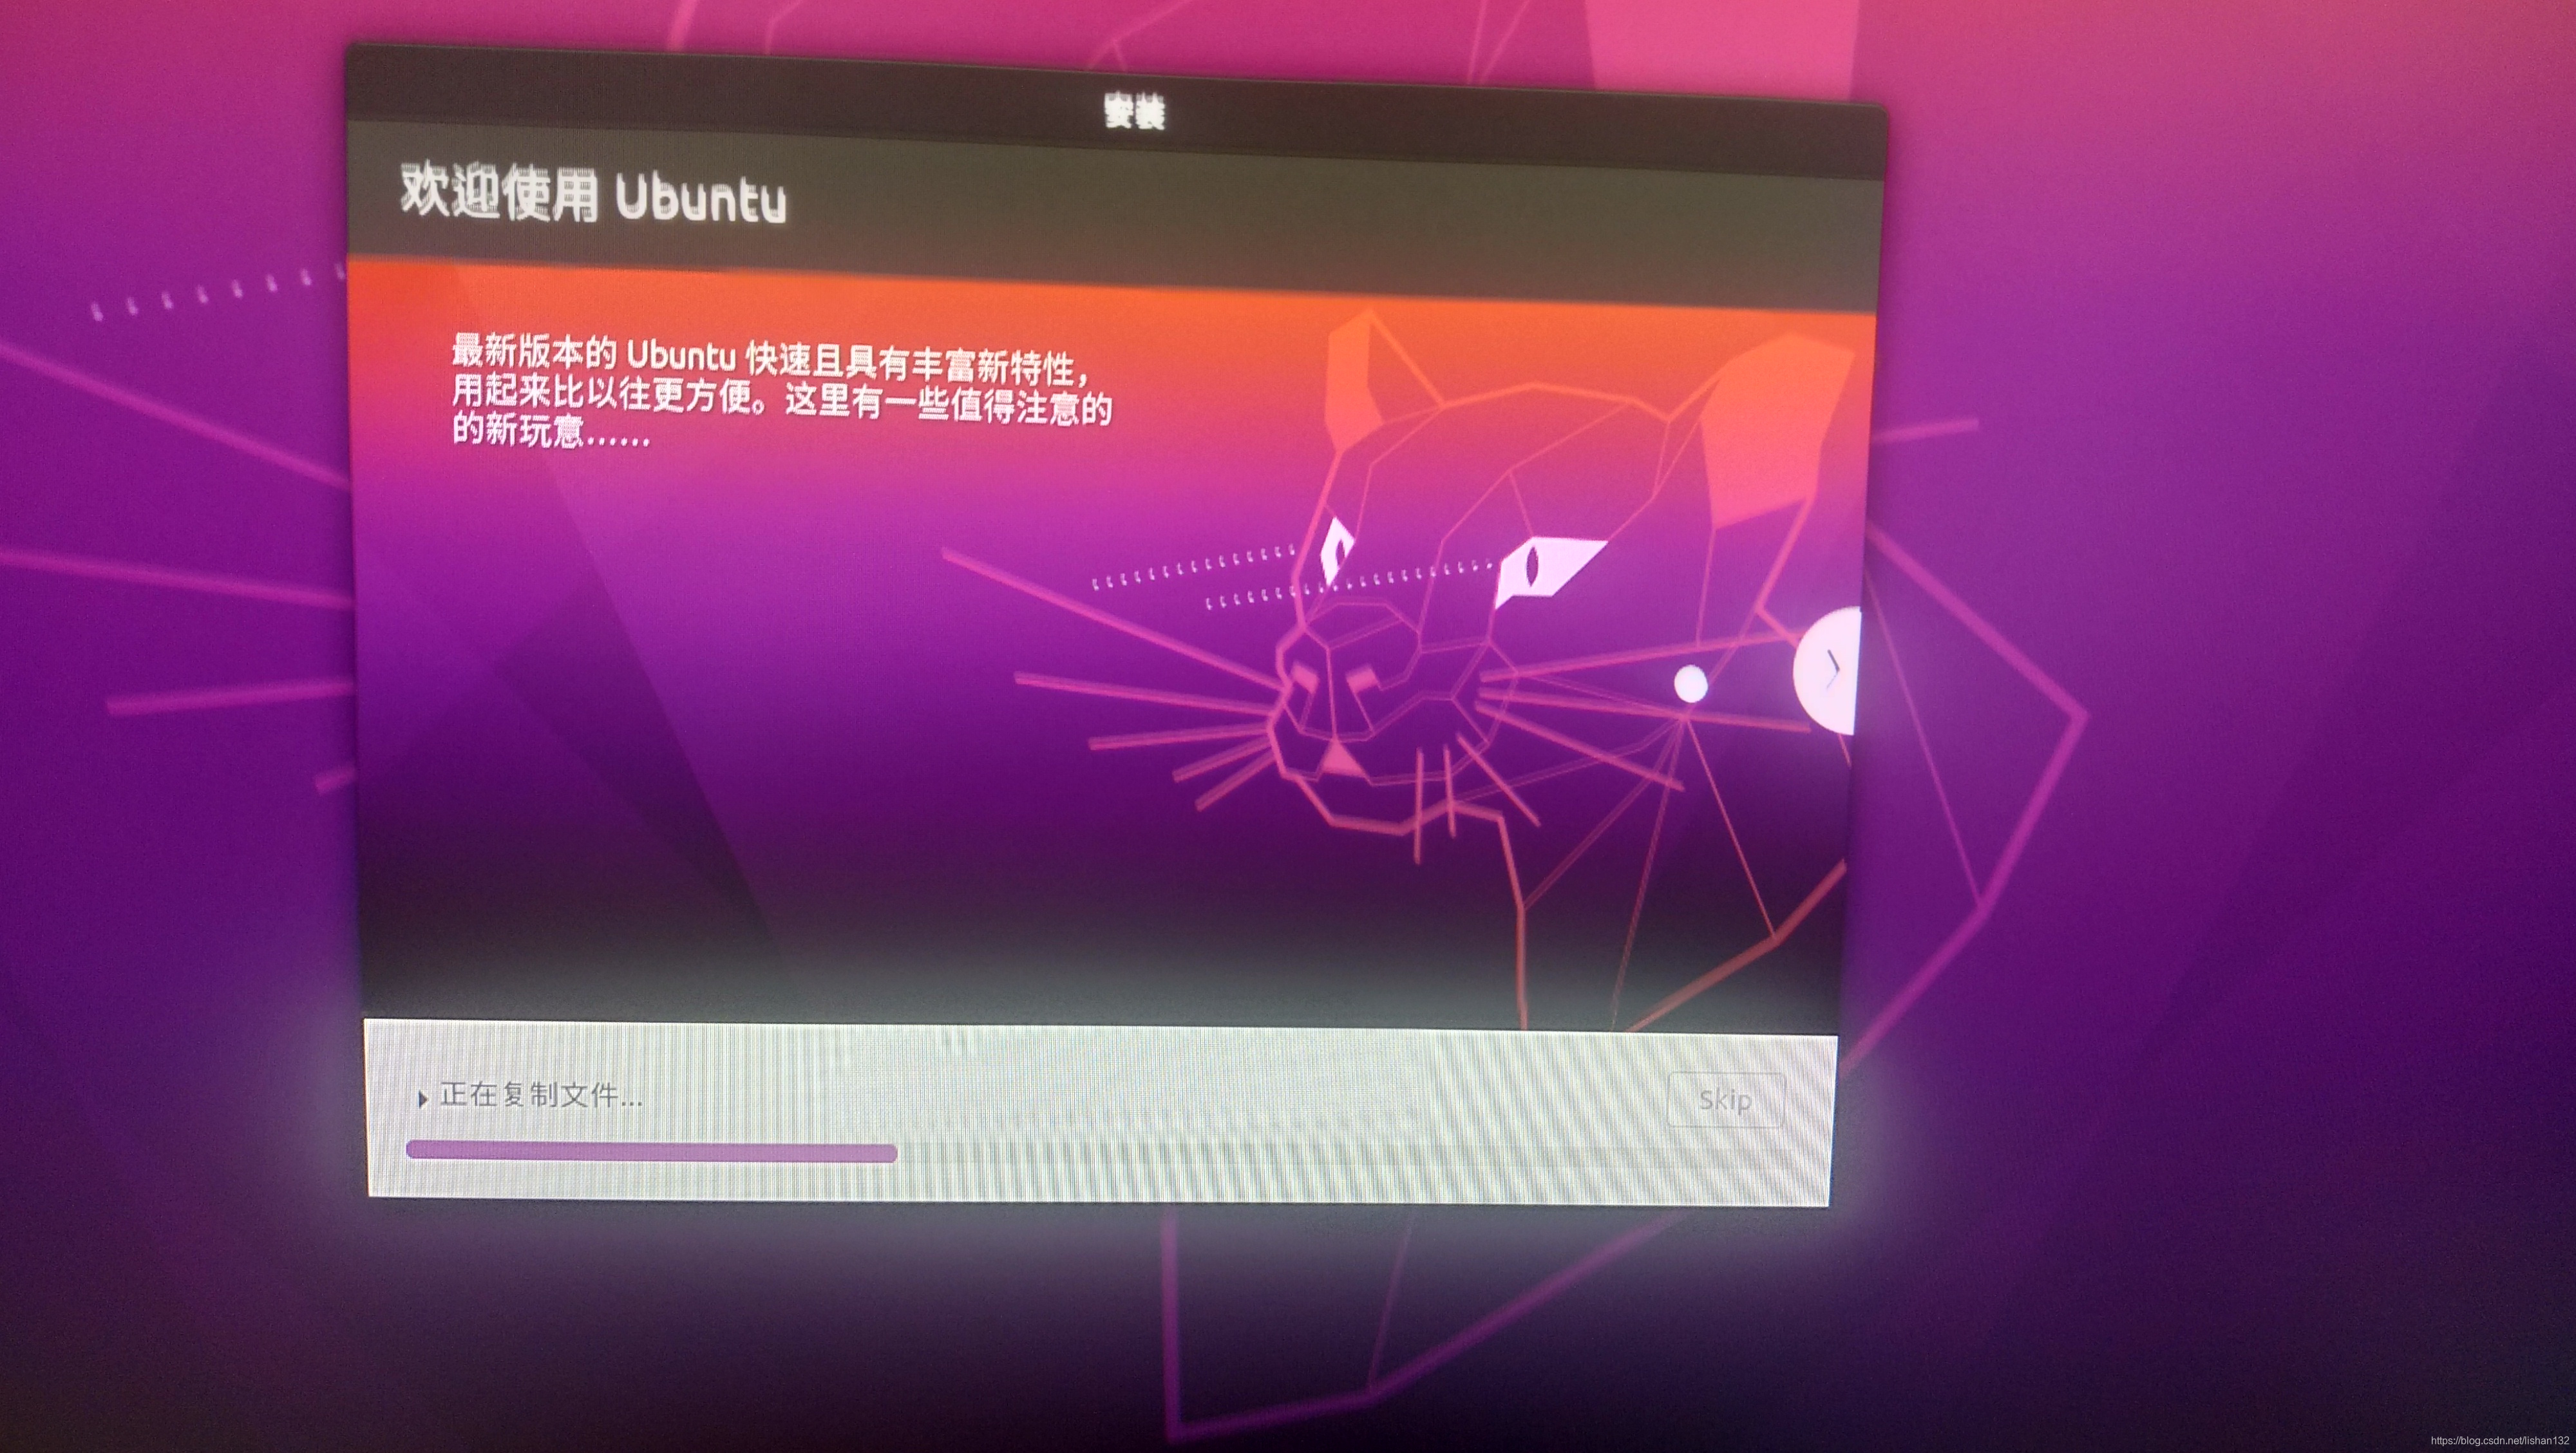 安装
欢迎使用 Ubuntu
最新版本的 Ubuntu 快速且具有丰富新特性，
用起来比以往更方便。这里有一些值得注意的
的新玩意……
正在复制文件...
Skip
https://blog.csdn.net/lishan132